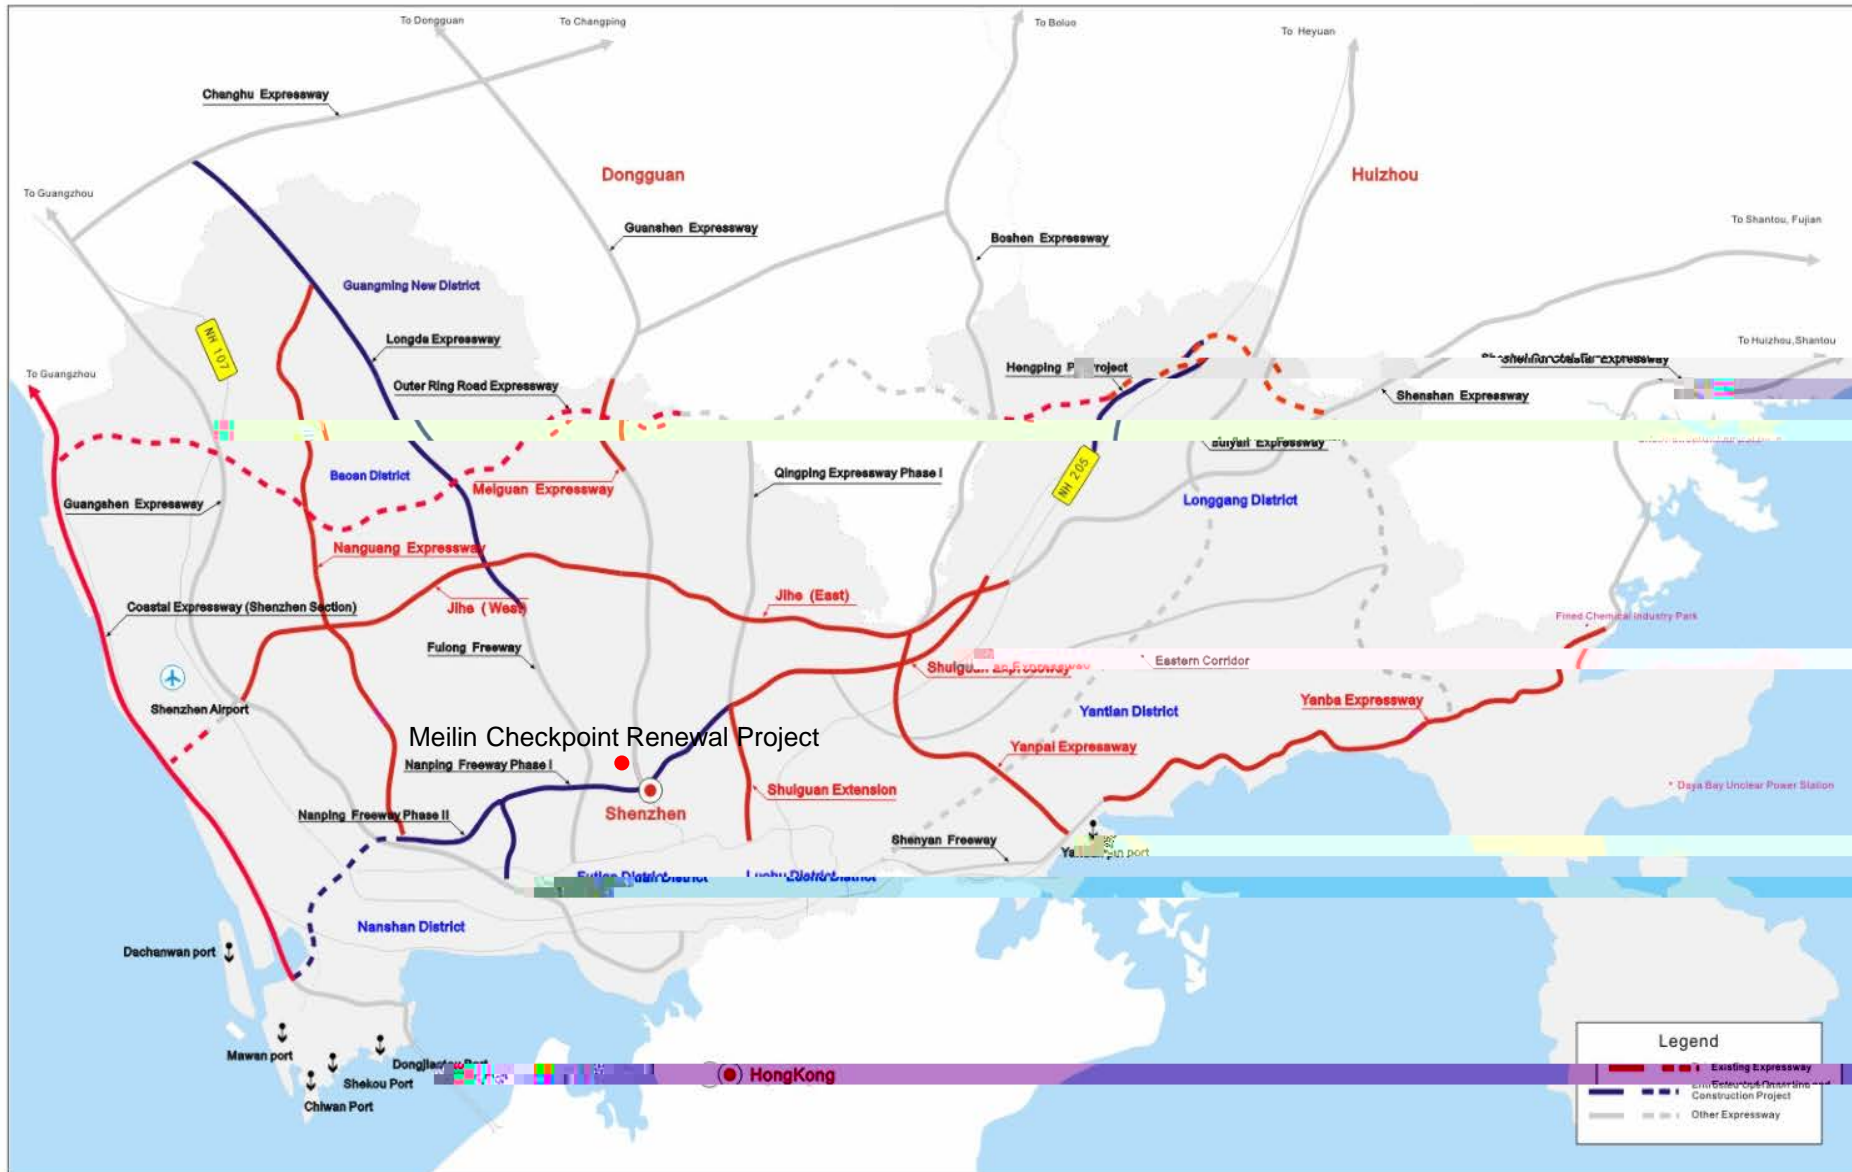 To Dongguan
To Changping
To Boluo
To Heyuan
Changhu Expressway
Dongguan
Huizhou
To Guangzhou
To Shantou, Fujian
Guanshen Expressway
Boshen Expressway
Guangming New District
NH 107
Longda Expressway
To Huizhou,Shantou
Hengping
To Guangzhou
Outer Ring Road Expressway
Shenshan Expressway
Expressway
Baoan District
Qingping Expressway Phase I
NH 205
Meiguan Expressway
Longgang District
Guangshen Expressway
Nanguang Expressway
Jihe (West)
Jihe (East)
Coastal Expressway (Shenzhen Section)
Fined Chemical Industry Park
Fulong Freeway
Eastern Corridor
Shenzhen Airport
Yantian District
Yanba Expressway
Meilin Checkpoint Renewal Project
Yanpai Expressway
Nanping Freeway Phase I
Shuiguan Extension
Daya Bay Unclear Power Station
Shenzhen
Nanping Freeway Phase II
Shenyan Freeway
port
Nanshan District
Dachanwan port
Mawan port
Shekou Port
Chiwan Port
HongKong
Legend
Existing Expressway
Construction Project
Other Expressway